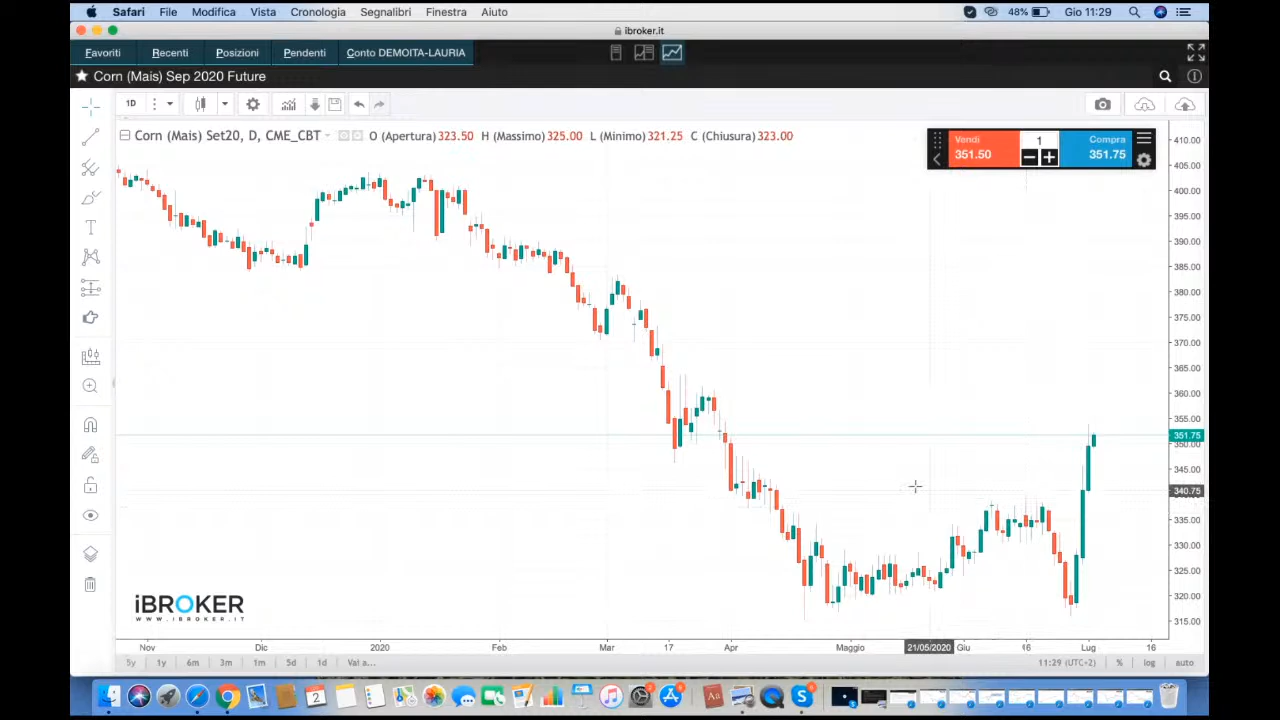 Safari File Modifica Vista Cronologia Segnalibri Finestra Aiuto 48% Gio 11:29
ibroker.it
Favoriti Recenti Posizioni Pendenti Conto DEMOITA-LAURIA
Corn (Mais) Sep 2020 Future
1D
Corn (Mais) Set20, D, CME_CBT O (Apertura) 323.50 H (Massimo) 325.00 L (Minimo) 321.25 C (Chiusura) 323.00
Vendi 1 Compra
351.50 351.75
410.00
405.00
400.00
395.00
390.00
385.00
380.00
375.00
370.00
365.00
360.00
355.00
351.75
350.00
345.00
340.75
335.00
330.00
325.00
320.00
315.00
iBROKER
WWW.IBROKER.IT
Nov Dic 2020 Feb Mar 17 Apr Maggio 21/05/2020 Giu 16 Lug 16
5y 1y 6m 3m 1m 5d 1d Val a... 11:29 (UTC+2) % log auto